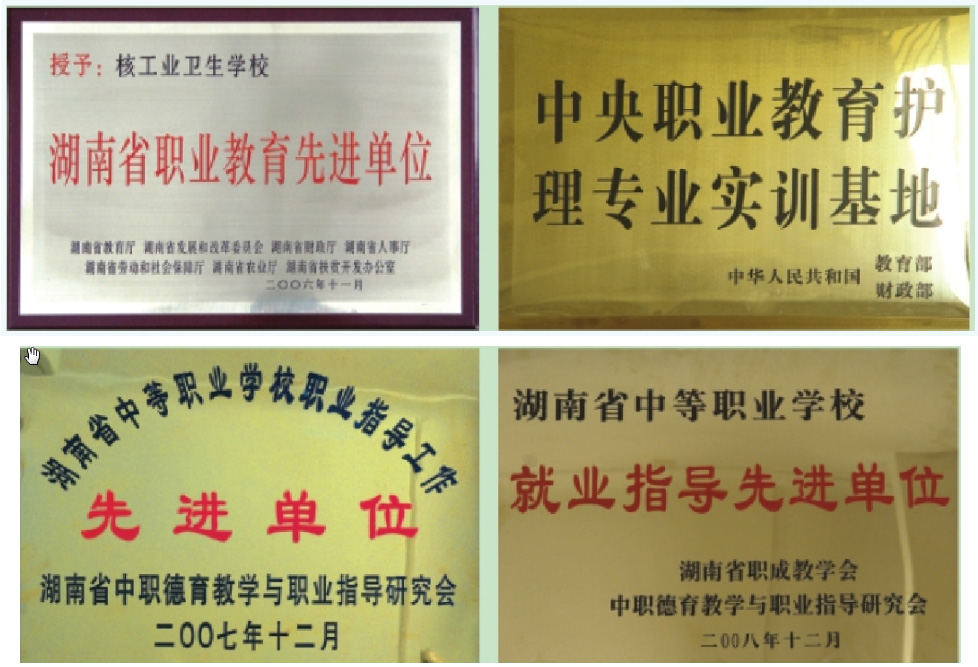 授予：核工业卫生学校
湖南省职业教育先进单位
湖南省教育厅 湖南省发展和改革委员会 湖南省财政厅 湖南省人事厅
湖南省劳动和社会保障厅 湖南省农业厅 湖南省扶贫开发办公室
二〇〇六年十一月
中央职业教育护
理专业实训基地
中华人民共和国 教育部
财政部
湖南省中等职业学校职业指导工作
先进单位
湖南省中职德育教学与职业指导研究会
二〇〇七年十二月
湖南省中等职业学校
就业指导先进单位
湖南省职成教学会
中职德育教学与职业指导研究会
二〇〇八年十二月